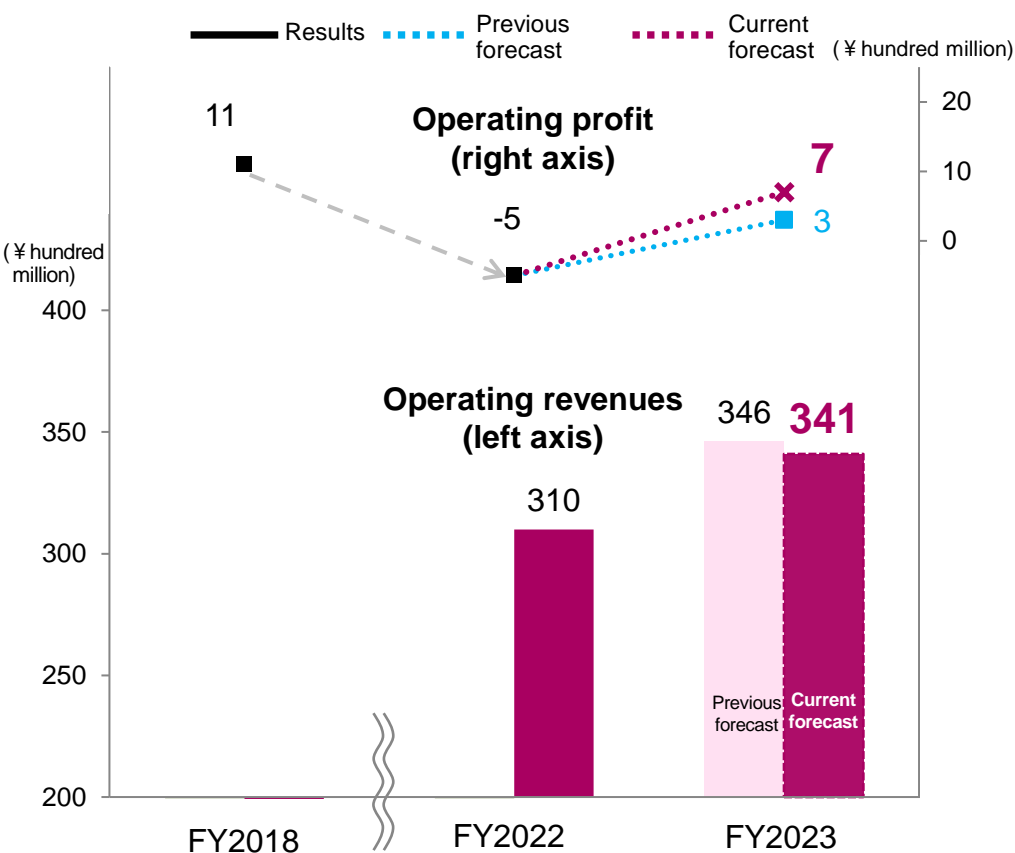 Results
Previous
forecast
Current
forecast
(¥ hundred million)
11
Operating profit
(right axis)
20
7
10
-5
3
0
(¥ hundred
million)
400
Operating revenues
(left axis)
346
341
350
310
300
250
Previous
forecast
Current
forecast
200
FY2018
FY2022
FY2023